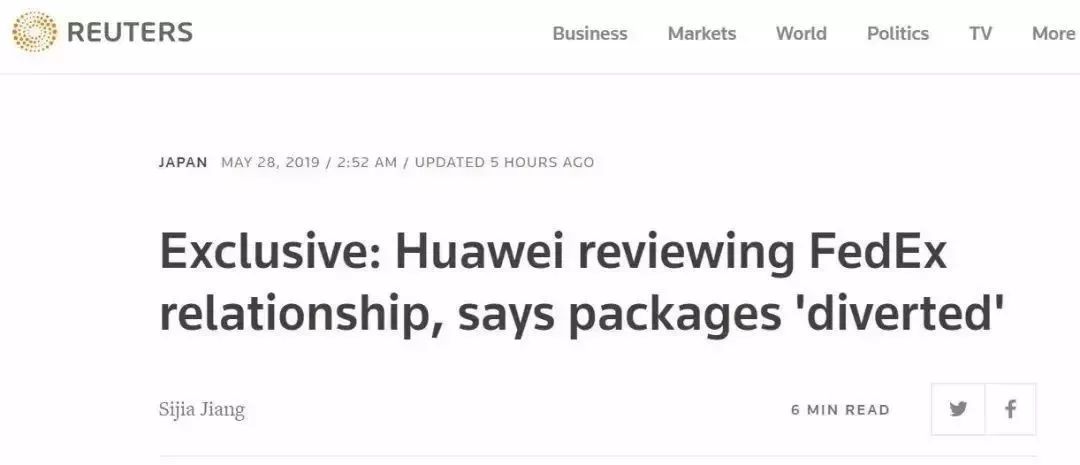 REUTERS Business Markets World Politics TV More
JAPAN MAY 28, 2019 / 2:52 AM / UPDATED 5 HOURS AGO
Exclusive: Huawei reviewing FedEx
relationship, says packages 'diverted'
Sijia Jiang 6 MIN READ